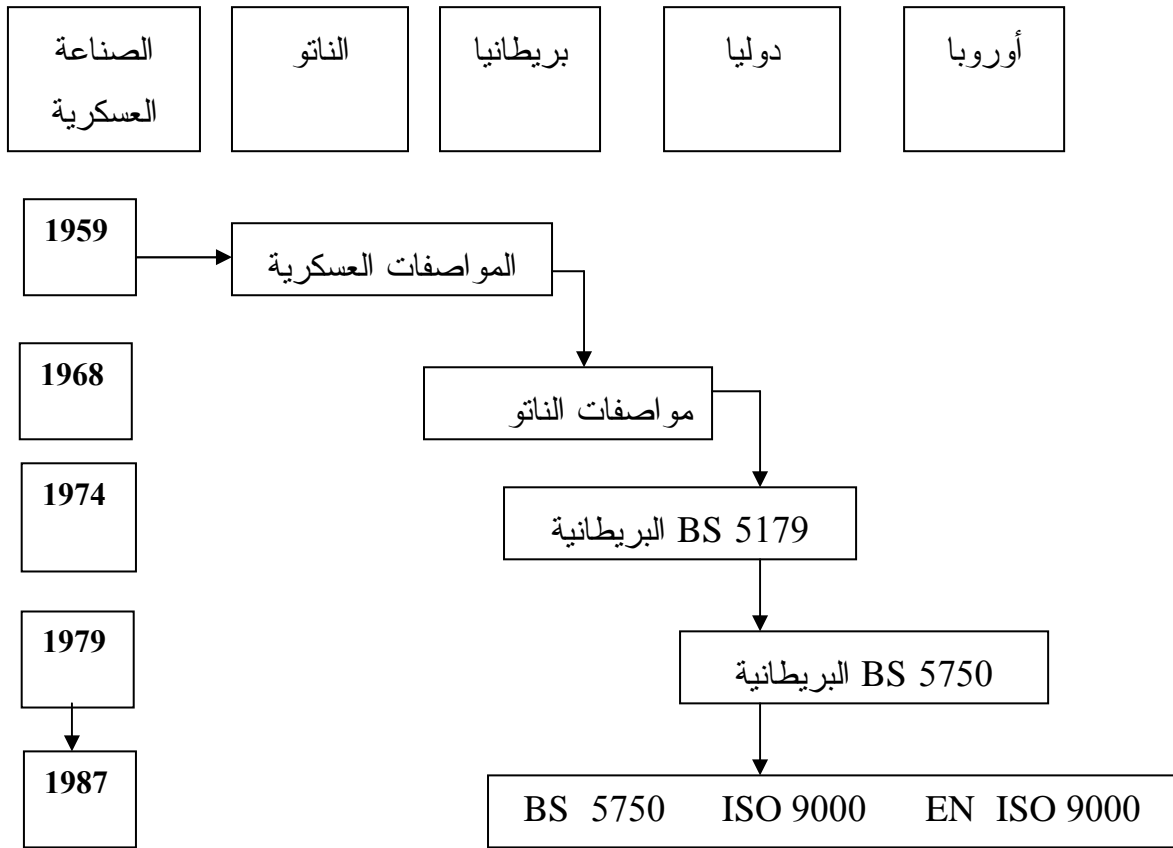 الصناعة
العسكرية
الناتو
بريطانيا
دوليا
أوروبا
1959
المواصفات العسكرية
1968
مواصفات الناتو
1974
BS 5179 البريطانية
1979
BS 5750 البريطانية
1987
BS 5750 ISO 9000 EN ISO 9000